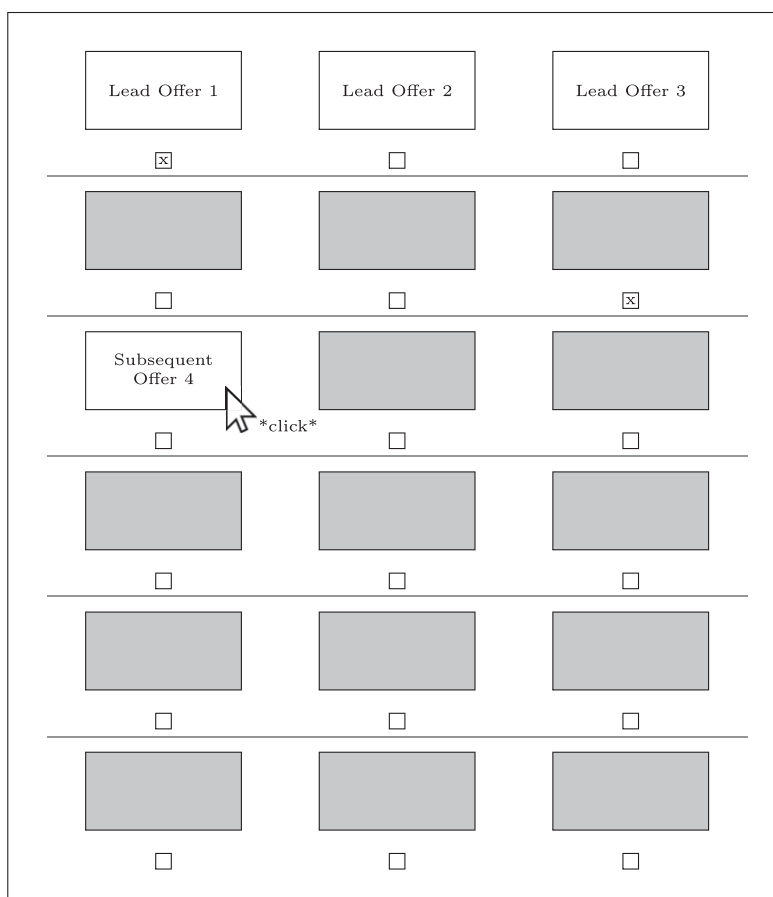 Lead Offer 1
Lead Offer 2
Lead Offer 3
x
x
Subsequent
Offer 4
*click*